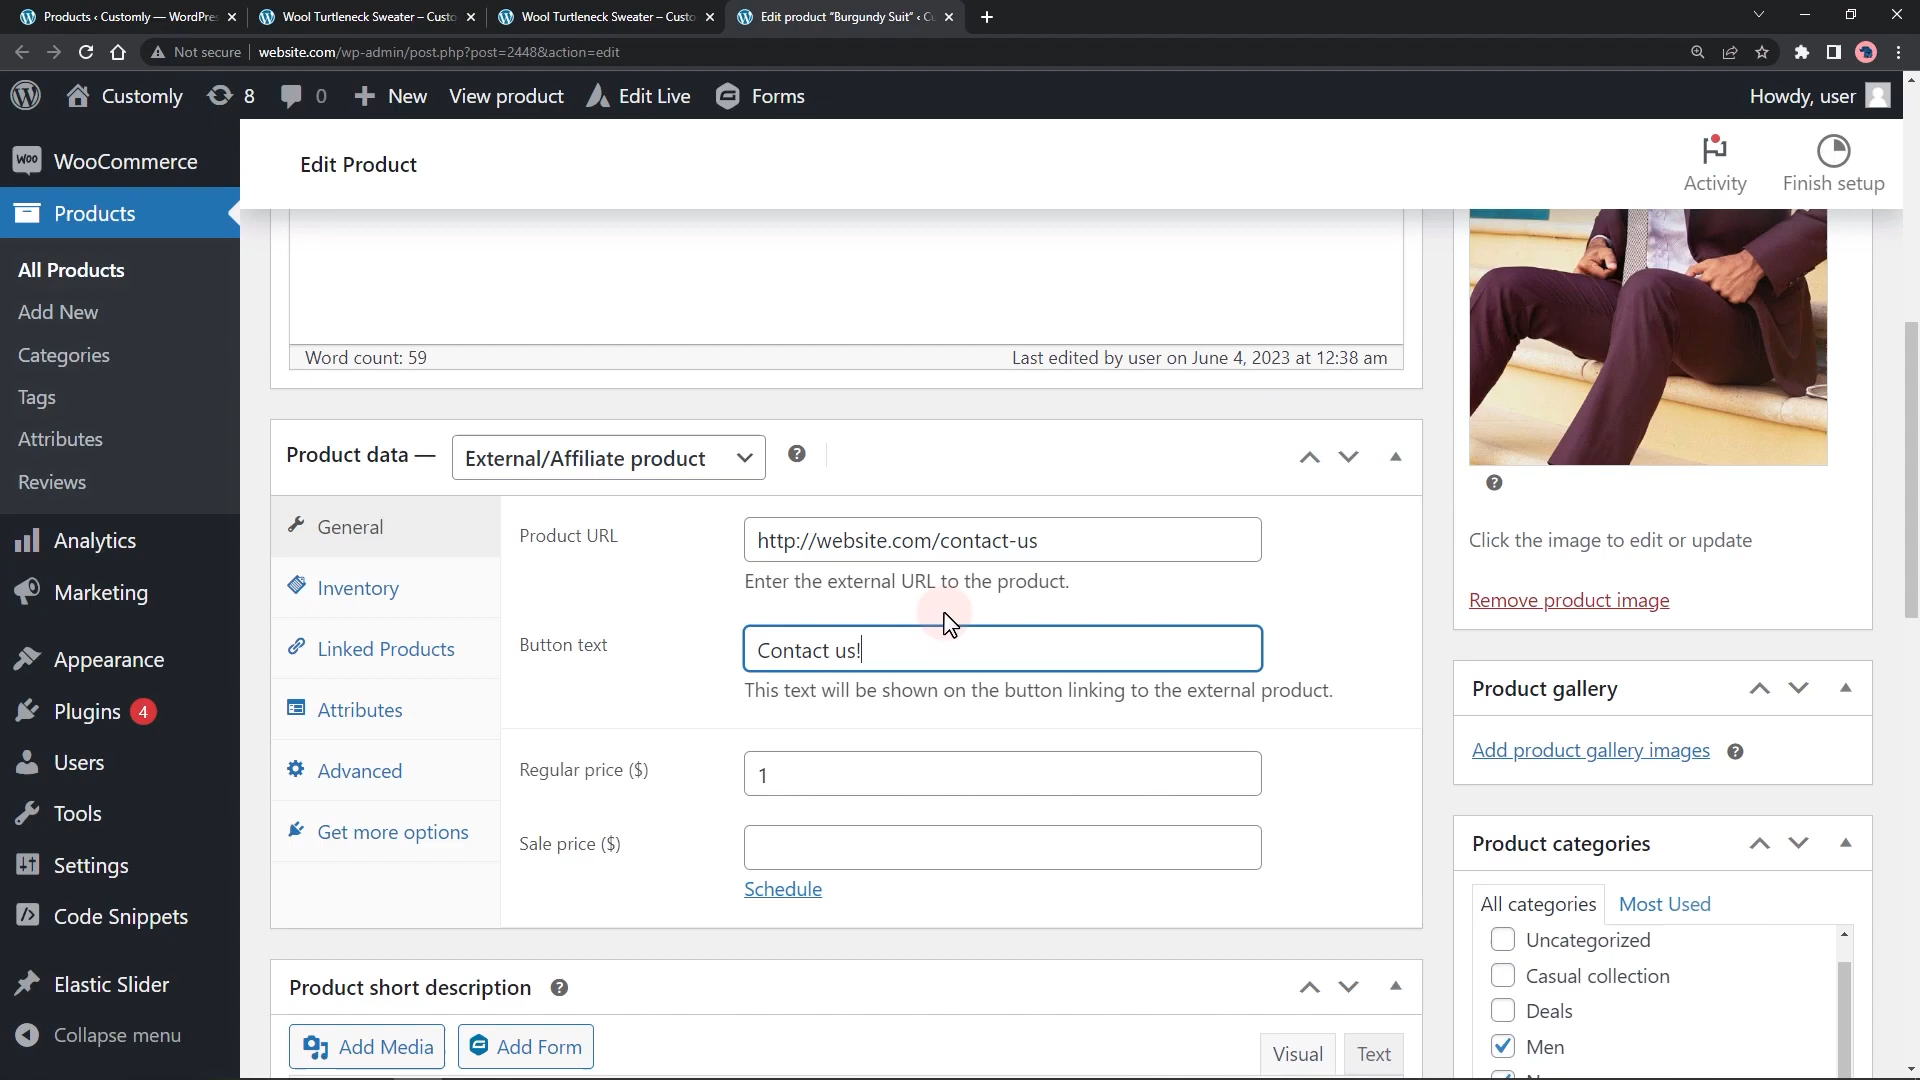 Products ‹ Customly — WordPre
Wool Turtleneck Sweater – Custo
Wool Turtleneck Sweater – Custo
Edit product "Burgundy Suit" ‹ Cu
Not secure
website.com/wp-admin/post.php?post=2448&action=edit
Customly
8
0
New
View product
Edit Live
Forms
Howdy, user
WOO
WooCommerce
Products
All Products
Add New
Categories
Tags
Attributes
Reviews
Analytics
Marketing
Appearance
Plugins 4
Users
Tools
Settings
Code Snippets
Elastic Slider
Collapse menu
Edit Product
Activity
Finish setup
Word count: 59
Last edited by user on June 4, 2023 at 12:38 am
Product data —
External/Affiliate product
General
Inventory
Linked Products
Attributes
Advanced
Get more options
Product URL
http://website.com/contact-us
Enter the external URL to the product.
Button text
Contact us!
This text will be shown on the button linking to the external product.
Regular price ($)
1
Sale price ($)
Schedule
Product short description
Add Media
Add Form
Visual
Text
Click the image to edit or update
Remove product image
Product gallery
Add product gallery images
Product categories
All categories
Most Used
Uncategorized
Casual collection
Deals
Men